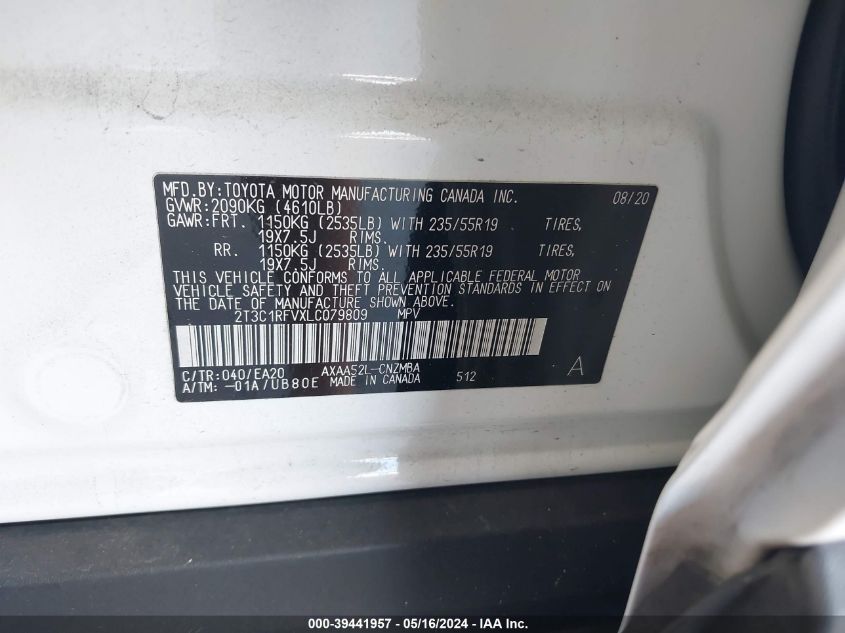 MFD.BY:TOYOTA MOTOR MANUFACTURING CANADA INC. 08/20
GVWR:2090KG (4610LB)
GAWR:FRT. 1150KG (2535LB) WITH 235/55R19 TIRES,
19X7.5J RIMS.
RR. 1150KG (2535LB) WITH 235/55R19 TIRES,
19X7.5J RIMS.
THIS VEHICLE CONFORMS TO ALL APPLICABLE FEDERAL MOTOR
VEHICLE SAFETY AND THEFT PREVENTION STANDARDS IN EFFECT ON
THE DATE OF MANUFACTURE SHOWN ABOVE.
2T3C1RFVXLC079809 MPV
C/TR:040/EA20 AXAA52L-CNZMBA A
A/TM: -01A/UB80E MADE IN CANADA 512
000-39441957 - 05/16/2024 - IAA Inc.